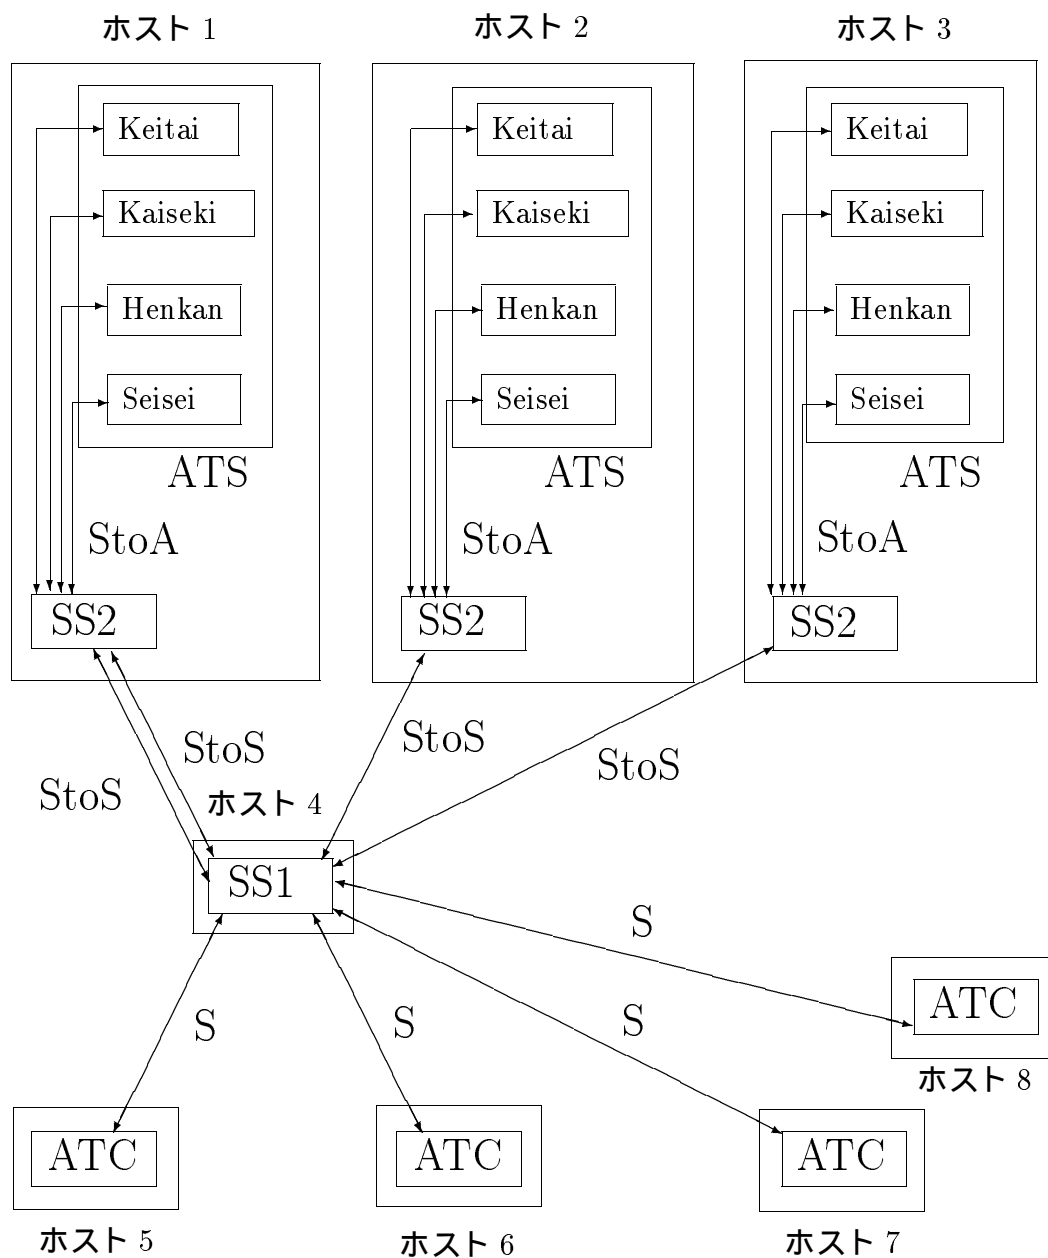 ホスト 1
ホスト 2
ホスト 3
Keitai
Kaiseki
Henkan
Seisei
ATS
StoA
SS2
Keitai
Kaiseki
Henkan
Seisei
ATS
StoA
SS2
Keitai
Kaiseki
Henkan
Seisei
ATS
StoA
SS2
StoS
StoS
StoS
StoS
ホスト 4
SS1
S
S
S
S
ATC
ホスト 8
ATC
ホスト 5
ATC
ホスト 6
ATC
ホスト 7